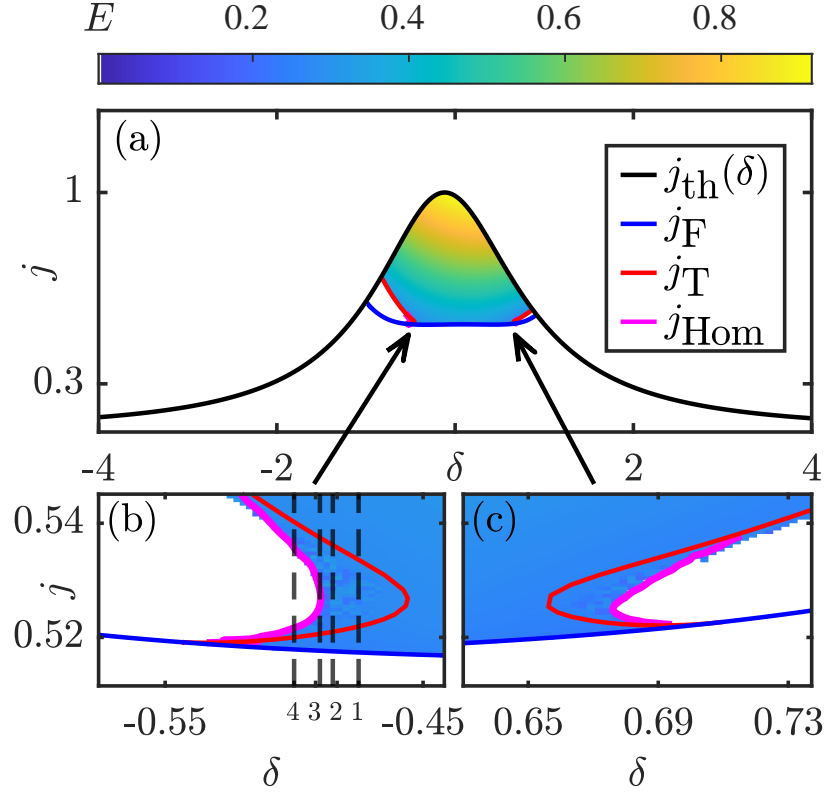 E 0.2 0.4 0.6 0.8
(a)
1
j
0.3
j_th(δ)
j_F
j_T
j_Hom
-4 -2 δ 2 4
(b) (c)
0.54
j
0.52
-0.55 4 3 2 1 -0.45 0.65 0.69 0.73
δ δ